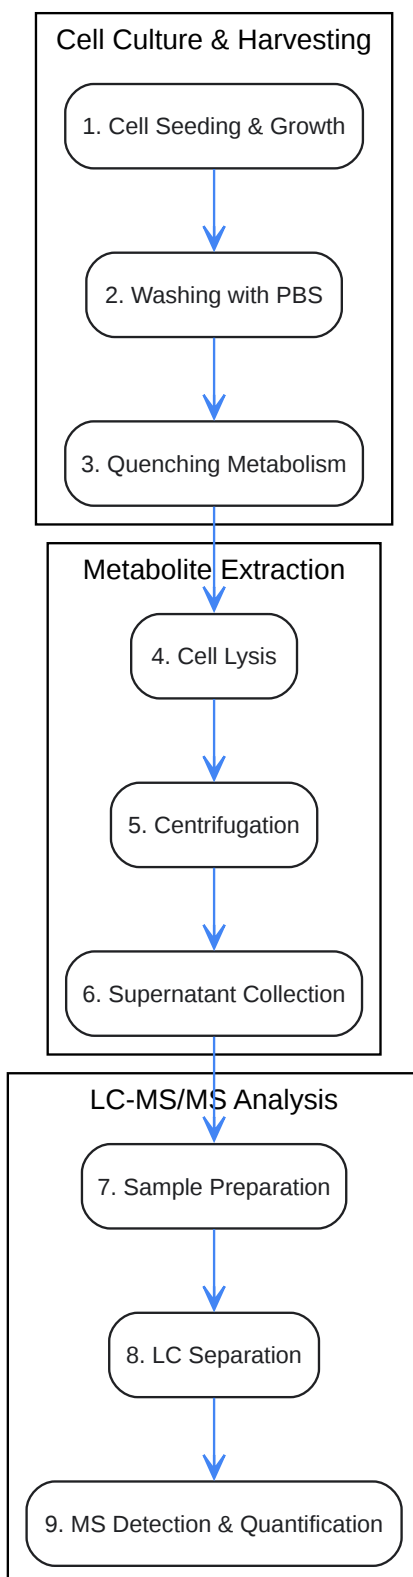 Cell Culture & Harvesting
1. Cell Seeding & Growth
2. Washing with PBS
3. Quenching Metabolism
Metabolite Extraction
4. Cell Lysis
5. Centrifugation
6. Supernatant Collection
LC-MS/MS Analysis
7. Sample Preparation
8. LC Separation
9. MS Detection & Quantification